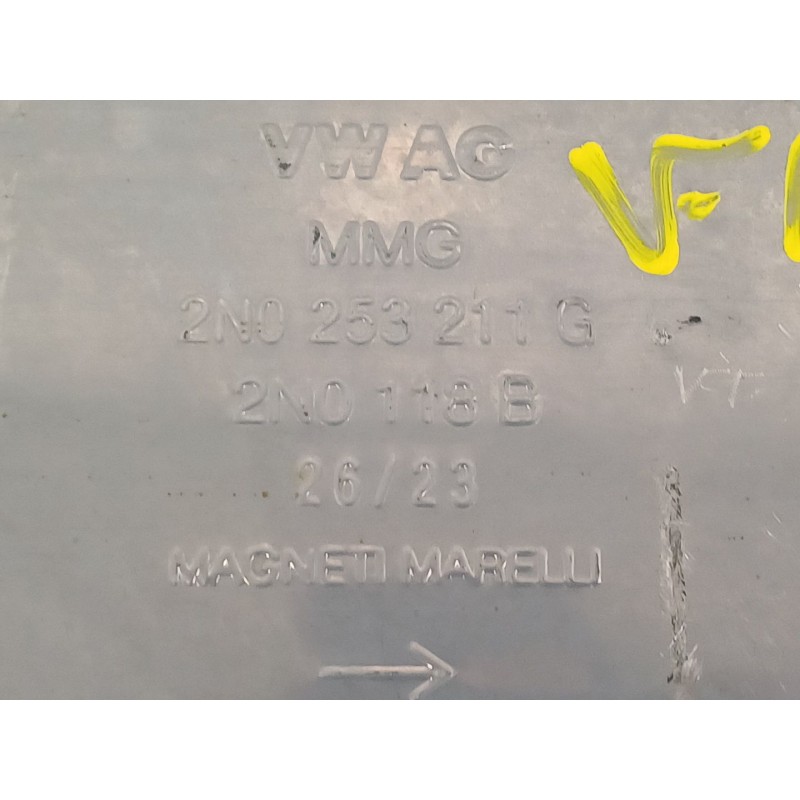 VW AG
MMG
2N0 253 211 G
2N0 118 B
26/23
MAGNETI MARELLI